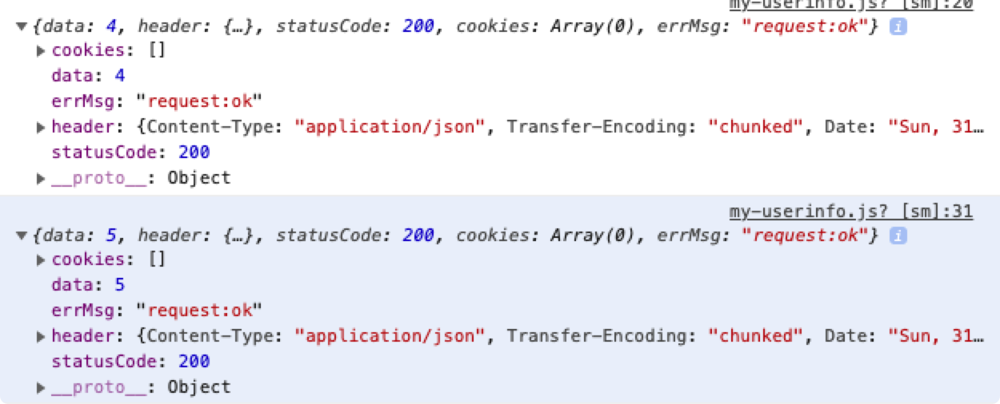 my-userinfo.js? [sm]:20
▼{data: 4, header: {…}, statusCode: 200, cookies: Array(0), errMsg: "request:ok"} i
▶cookies: []
data: 4
errMsg: "request:ok"
▶header: {Content-Type: "application/json", Transfer-Encoding: "chunked", Date: "Sun, 31…
statusCode: 200
▶__proto__: Object
my-userinfo.js? [sm]:31
▼{data: 5, header: {…}, statusCode: 200, cookies: Array(0), errMsg: "request:ok"} i
▶cookies: []
data: 5
errMsg: "request:ok"
▶header: {Content-Type: "application/json", Transfer-Encoding: "chunked", Date: "Sun, 31…
statusCode: 200
▶__proto__: Object